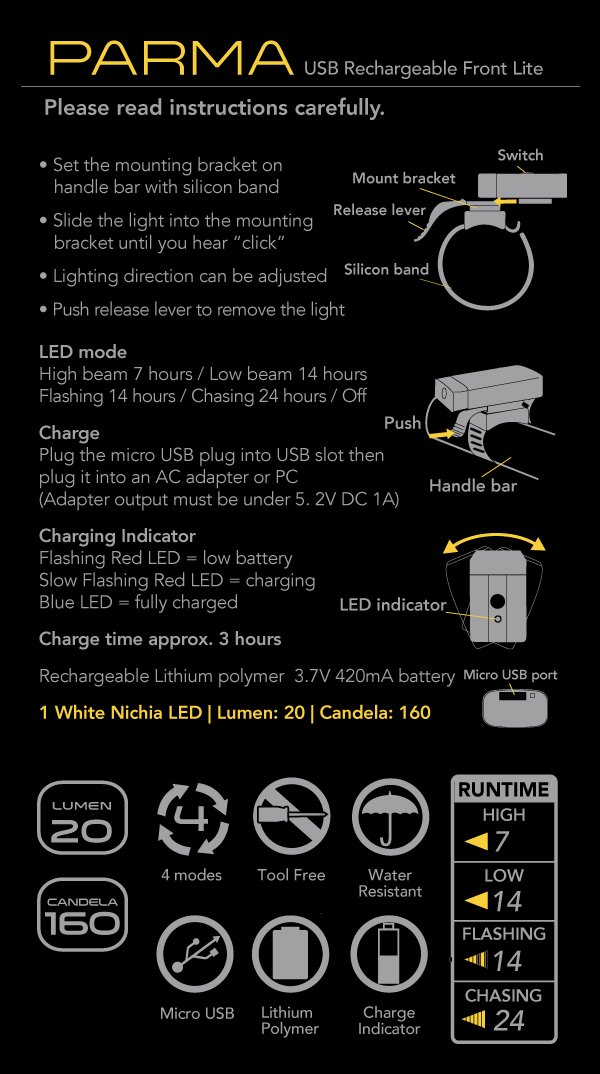 PARMA USB Rechargeable Front Lite
Please read instructions carefully.
• Set the mounting bracket on
handle bar with silicon band
• Slide the light into the mounting
bracket until you hear “click”
• Lighting direction can be adjusted
• Push release lever to remove the light
Switch
Mount bracket
Release lever
Silicon band
LED mode
High beam 7 hours / Low beam 14 hours
Flashing 14 hours / Chasing 24 hours / Off
Charge
Plug the micro USB plug into USB slot then
plug it into an AC adapter or PC
(Adapter output must be under 5. 2V DC 1A)
Push
Handle bar
Charging Indicator
Flashing Red LED = low battery
Slow Flashing Red LED = charging
Blue LED = fully charged
LED indicator
Charge time approx. 3 hours
Rechargeable Lithium polymer 3.7V 420mA battery
Micro USB port
1 White Nichia LED | Lumen: 20 | Candela: 160
LUMEN
20
CANDELA
160
4
4 modes
Tool Free
Water
Resistant
Micro USB
Lithium
Polymer
Charge
Indicator
RUNTIME
HIGH
7
LOW
14
FLASHING
14
CHASING
24